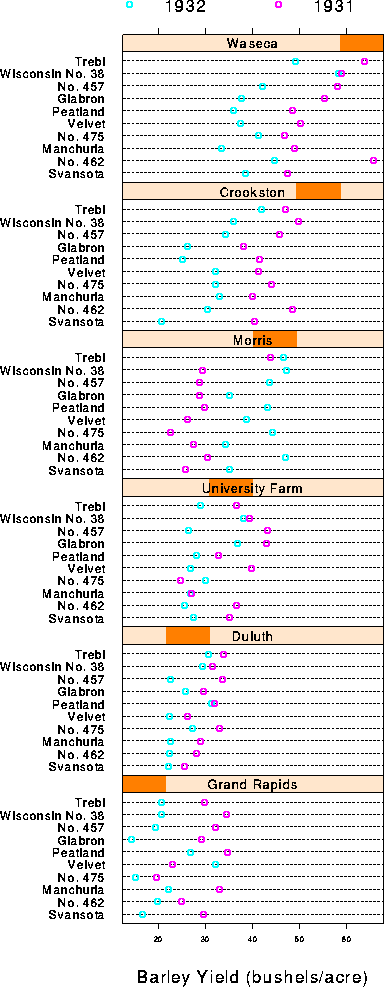 1932 1931
Waseca
Trebi
Wisconsin No. 38
No. 457
Glabron
Peatland
Velvet
No. 475
Manchuria
No. 462
Svansota
Crookston
Trebi
Wisconsin No. 38
No. 457
Glabron
Peatland
Velvet
No. 475
Manchuria
No. 462
Svansota
Morris
Trebi
Wisconsin No. 38
No. 457
Glabron
Peatland
Velvet
No. 475
Manchuria
No. 462
Svansota
University Farm
Trebi
Wisconsin No. 38
No. 457
Glabron
Peatland
Velvet
No. 475
Manchuria
No. 462
Svansota
Duluth
Trebi
Wisconsin No. 38
No. 457
Glabron
Peatland
Velvet
No. 475
Manchuria
No. 462
Svansota
Grand Rapids
Trebi
Wisconsin No. 38
No. 457
Glabron
Peatland
Velvet
No. 475
Manchuria
No. 462
Svansota
20 30 40 50 60
Barley Yield (bushels/acre)